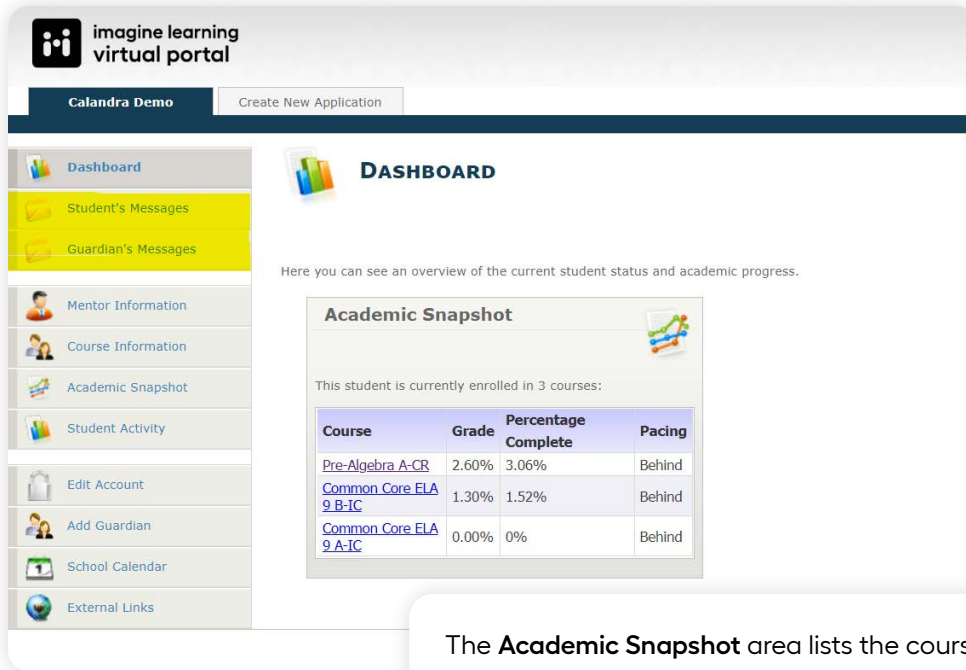 imagine learning
virtual portal
Calandra Demo
Create New Application
Dashboard
Student's Messages
Guardian's Messages
Mentor Information
Course Information
Academic Snapshot
Student Activity
Edit Account
Add Guardian
School Calendar
External Links
DASHBOARD
Here you can see an overview of the current student status and academic progress.
Academic Snapshot
This student is currently enrolled in 3 courses:
Course Grade Percentage Complete Pacing
Pre-Algebra A-CR 2.60% 3.06% Behind
Common Core ELA 9 B-IC 1.30% 1.52% Behind
Common Core ELA 9 A-IC 0.00% 0% Behind
The Academic Snapshot area lists the cours